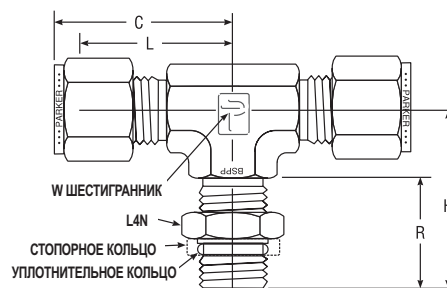 C
L
PARKER
PARKER
W ШЕСТИГРАННИК
BSPP
L4N
R
СТОПОРНОЕ КОЛЬЦО
УПЛОТНИТЕЛЬНОЕ КОЛЬЦО